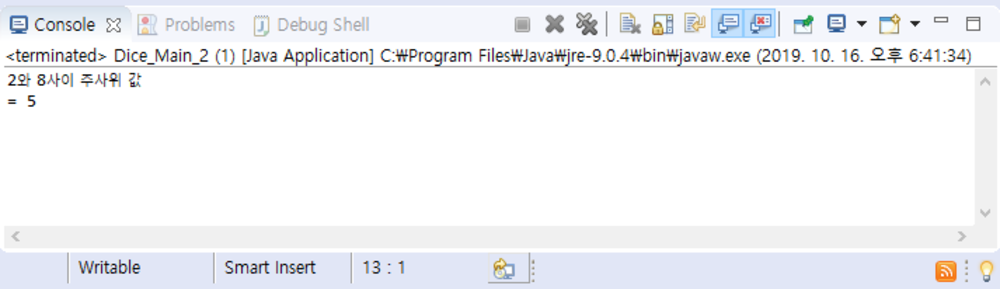 Console Problems Debug Shell
<terminated> Dice_Main_2 (1) [Java Application] C:₩Program Files₩Java₩jre-9.0.4₩bin₩javaw.exe (2019. 10. 16. 오후 6:41:34)
2와 8사이 주사위 값
= 5
Writable Smart Insert 13 : 1